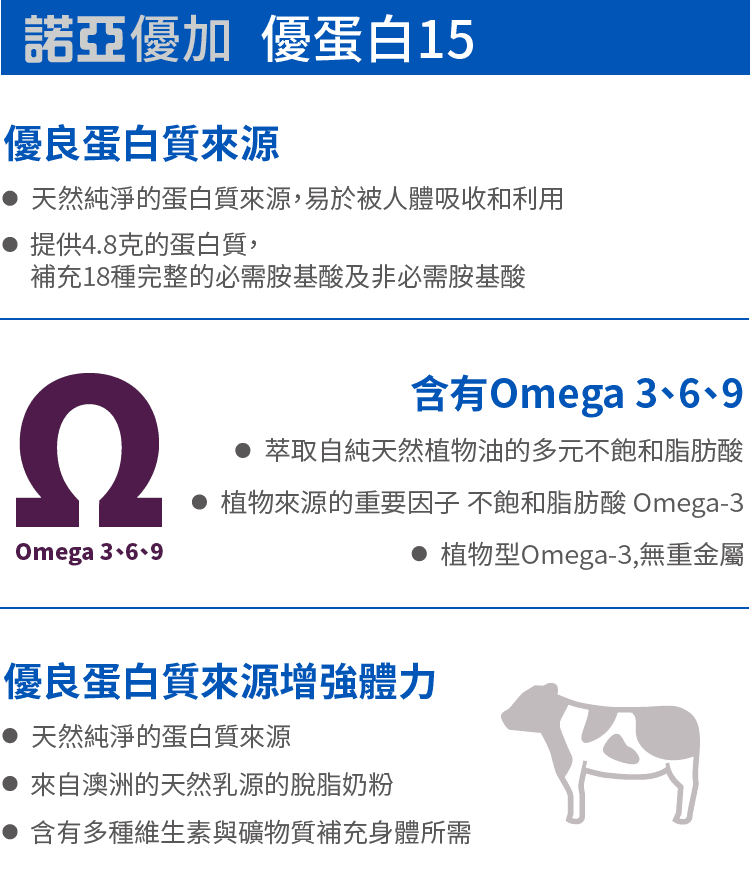 諾亞優加 優蛋白15
優良蛋白質來源
● 天然純淨的蛋白質來源,易於被人體吸收和利用
● 提供4.8克的蛋白質,
補充18種完整的必需胺基酸及非必需胺基酸
含有Omega 3、6、9
● 萃取自純天然植物油的多元不飽和脂肪酸
● 植物來源的重要因子 不飽和脂肪酸 Omega-3
● 植物型Omega-3,無重金屬
Omega 3、6、9
優良蛋白質來源增強體力
● 天然純淨的蛋白質來源
● 來自澳洲的天然乳源的脫脂奶粉
● 含有多種維生素與礦物質補充身體所需